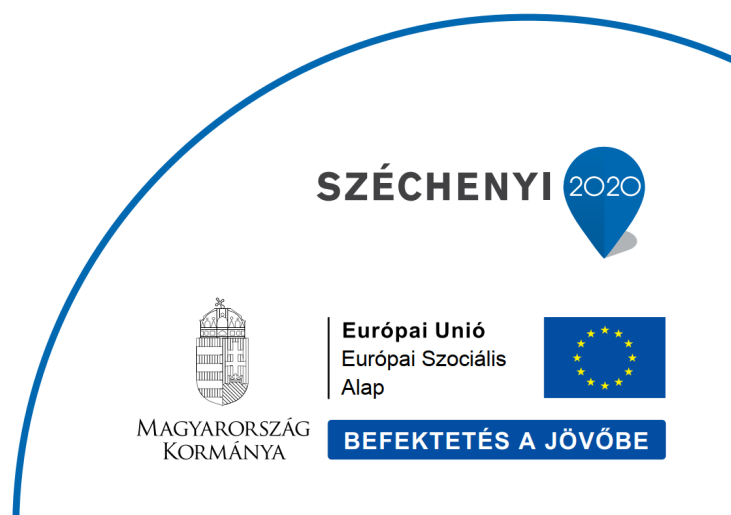 SZÉCHENYI 2020
Európai Unió
Európai Szociális
Alap
MAGYARORSZÁG
KORMÁNYA
BEFEKTETÉS A JÖVŐBE